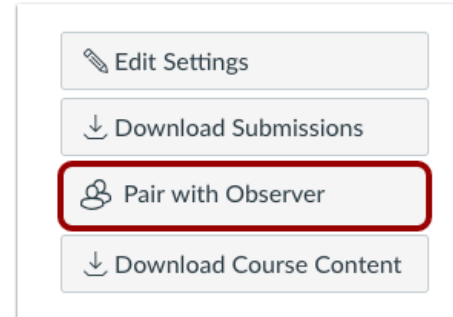 Edit Settings
Download Submissions
Pair with Observer
Download Course Content